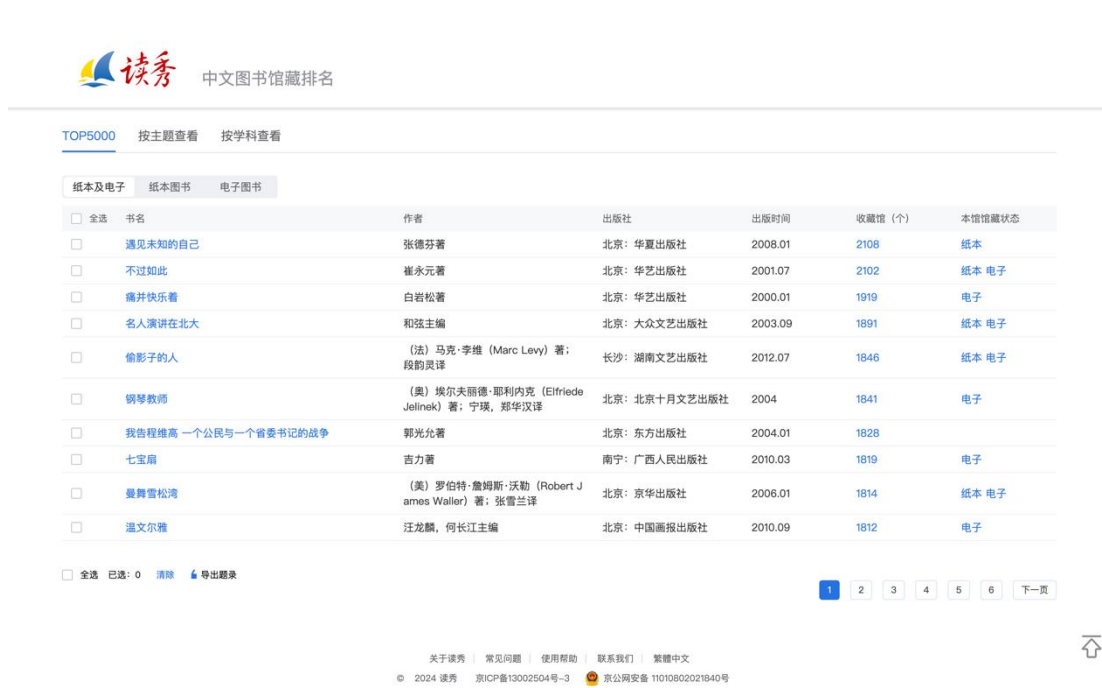 读秀 中文图书馆藏排名
TOP5000 按主题查看 按学科查看
纸本及电子 纸本图书 电子图书
全选 书名 作者 出版社 出版时间 收藏馆（个） 本馆馆藏状态
遇见未知的自己 张德芬著 北京：华夏出版社 2008.01 2108 纸本
不过如此 崔永元著 北京：华艺出版社 2001.07 2102 纸本 电子
痛并快乐着 白岩松著 北京：华艺出版社 2000.01 1919 电子
名人演讲在北大 和弦主编 北京：大众文艺出版社 2003.09 1891 纸本 电子
偷影子的人 （法）马克·李维（Marc Levy）著； 长沙：湖南文艺出版社 2012.07 1846 纸本 电子
段韵灵译
钢琴教师 （奥）埃尔夫丽德·耶利内克（Elfriede 北京：北京十月文艺出版社 2004 1841 电子
Jelinek）著；宁瑛，郑华汉译
我告程维高 一个公民与一个省委书记的战争 郭光允著 北京：东方出版社 2004.01 1828
七宝扇 吉力著 南宁：广西人民出版社 2010.03 1819 电子
曼舞雪松湾 （美）罗伯特·詹姆斯·沃勒（Robert J 北京：京华出版社 2006.01 1814 纸本 电子
ames Waller）著；张雪兰译
温文尔雅 汪龙麟，何长江主编 北京：中国画报出版社 2010.09 1812 电子
全选 已选：0 清除 导出题录
1 2 3 4 5 6 下一页
关于读秀 常见问题 使用帮助 联系我们 繁體中文
© 2024 读秀 京ICP备13002504号-3 京公网安备 11010802021840号